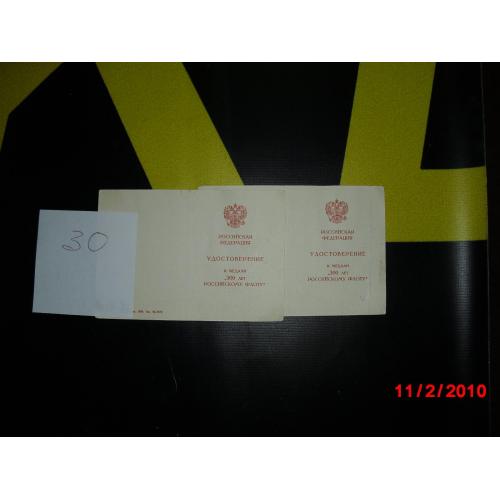 30
РОССИЙСКАЯ
ФЕДЕРАЦИЯ
УДОСТОВЕРЕНИЕ
К МЕДАЛИ
„300 ЛЕТ
РОССИЙСКОМУ ФЛОТУ"
РОССИЙСКАЯ
ФЕДЕРАЦИЯ
УДОСТОВЕРЕНИЕ
К МЕДАЛИ
„300 ЛЕТ
РОССИЙСКОМУ ФЛОТУ"
11/2/2010